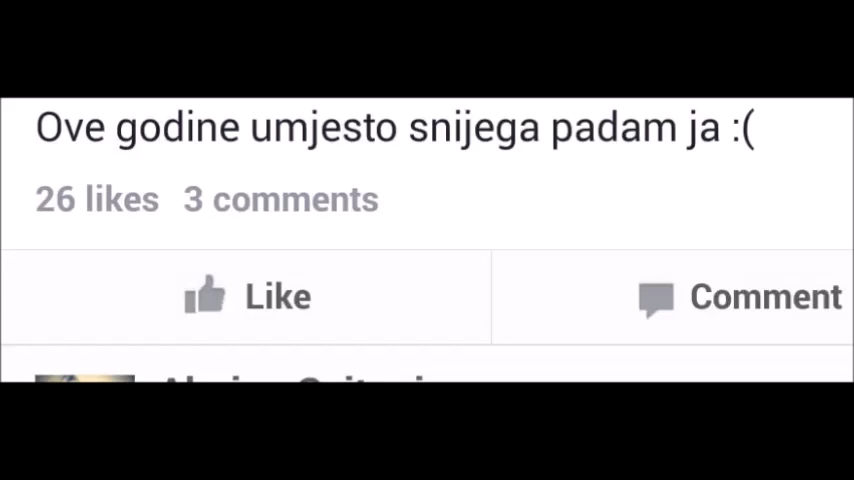 Ove godine umjesto snijega padam ja :(
26 likes 3 comments
Like Comment